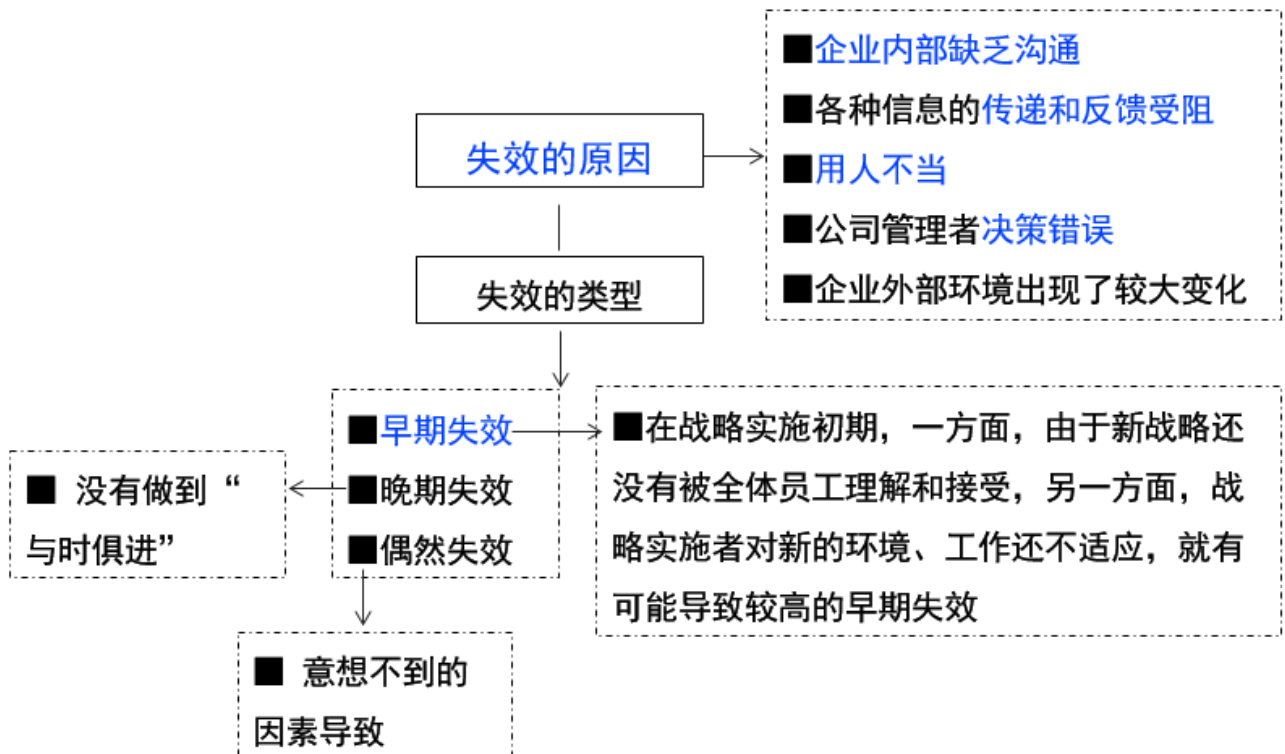 失效的原因
■企业内部缺乏沟通
■各种信息的传递和反馈受阻
■用人不当
■公司管理者决策错误
■企业外部环境出现了较大变化
失效的类型
■早期失效
■晚期失效
■偶然失效
■在战略实施初期，一方面，由于新战略还
没有被全体员工理解和接受，另一方面，战
略实施者对新的环境、工作还不适应，就有
可能导致较高的早期失效
■ 没有做到“
与时俱进”
■ 意想不到的
因素导致